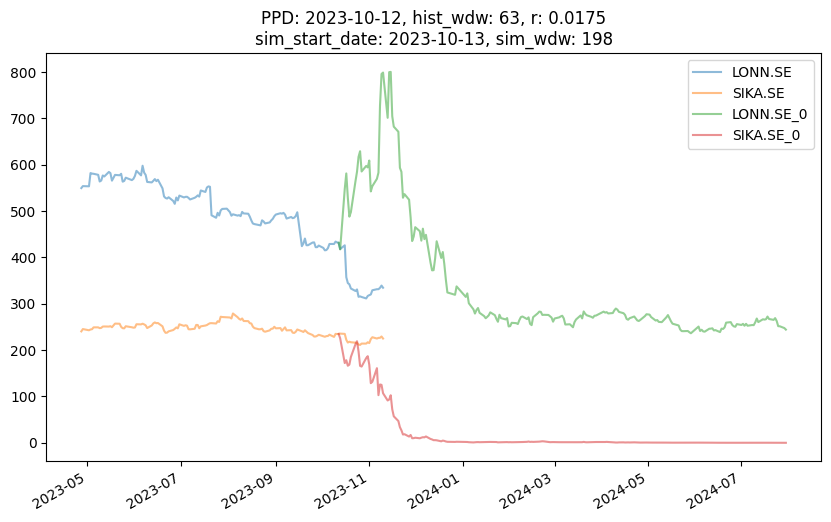 PPD: 2023-10-12, hist_wdw: 63, r: 0.0175
sim_start_date: 2023-10-13, sim_wdw: 198
LONN.SE
SIKA.SE
LONN.SE_0
SIKA.SE_0
800
700
600
500
400
300
200
100
0
2023-05
2023-07
2023-09
2023-11
2024-01
2024-03
2024-05
2024-07